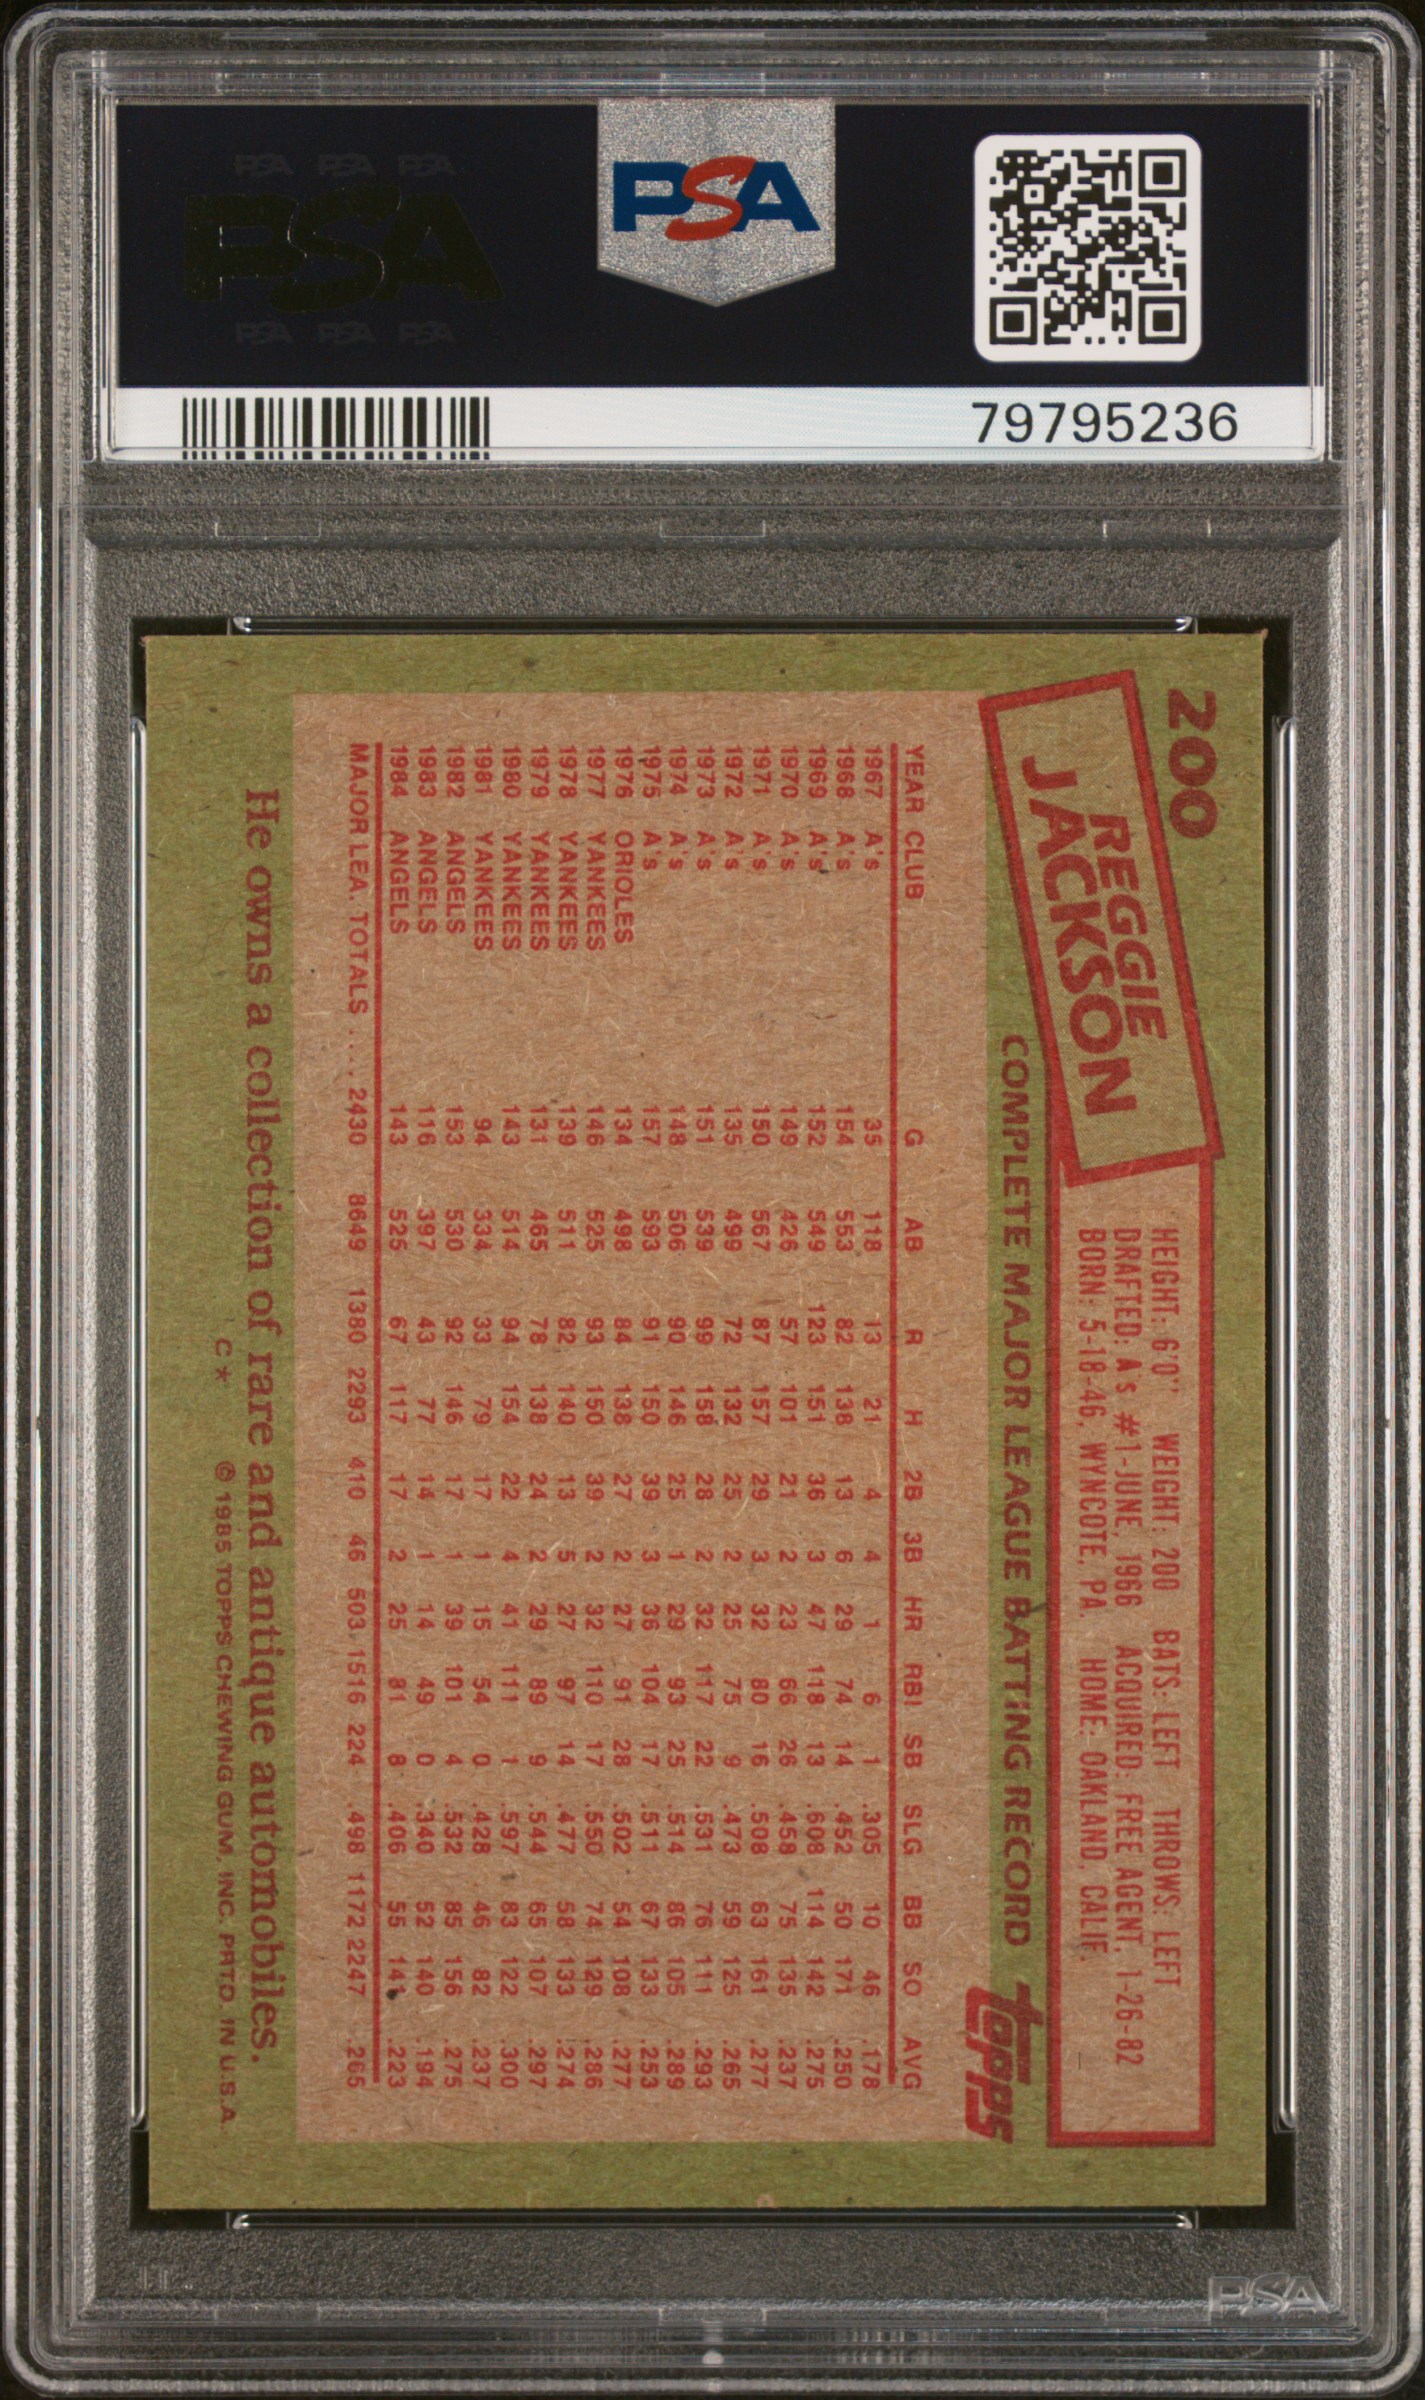 PSA PSA PSA
PSA
PSA PSA PSA
PSA
79795236
200
REGGIE
JACKSON
HEIGHT: 6'0" WEIGHT: 200 BATS: LEFT THROWS: LEFT
DRAFTED: A's #1-JUNE, 1966 ACQUIRED: FREE AGENT, 1-26-82
BORN: 5-18-46, WYNCOTE, PA. HOME: OAKLAND, CALIF.
COMPLETE MAJOR LEAGUE BATTING RECORD
topps
YEAR CLUB G AB R H 2B 3B HR RBI SB SLG BB SO AVG
1967 A's 35 118 13 21 4 4 1 6 1 .305 10 46 .178
1968 A's 154 553 82 138 13 6 29 74 14 .452 50 171 .250
1969 A's 152 549 123 151 36 3 47 118 13 .608 114 142 .275
1970 A's 149 426 57 101 21 2 23 66 26 .458 75 135 .237
1971 A's 150 567 87 157 29 3 32 80 16 .508 63 161 .277
1972 A's 135 499 72 132 25 2 25 75 9 .473 59 125 .265
1973 A's 151 539 99 158 28 2 32 117 22 .531 76 111 .293
1974 A's 148 506 90 146 25 1 29 93 25 .514 86 105 .289
1975 A's 157 593 91 150 39 3 36 104 17 .511 67 133 .253
1976 ORIOLES 134 498 84 138 27 2 27 91 28 .502 54 108 .277
1977 YANKEES 146 525 93 150 39 2 32 110 17 .550 74 129 .286
1978 YANKEES 139 511 82 140 13 5 27 97 14 .477 58 133 .274
1979 YANKEES 131 465 78 138 24 2 29 89 9 .544 65 107 .297
1980 YANKEES 143 514 94 154 22 4 41 111 1 .597 83 122 .300
1981 YANKEES 94 334 33 79 17 1 15 54 0 .428 46 82 .237
1982 ANGELS 153 530 92 146 17 1 39 101 4 .532 85 156 .275
1983 ANGELS 116 397 43 77 14 1 14 49 0 .340 52 140 .194
1984 ANGELS 143 525 67 117 17 2 25 81 8 .406 55 141 .223
MAJOR LEA. TOTALS .... 2430 8649 1380 2293 410 46 503 1516 224 .498 1172 2247 .265
He owns a collection of rare and antique automobiles.
C* © 1985 TOPPS CHEWING GUM, INC. PRTD. IN U.S.A.
PSA